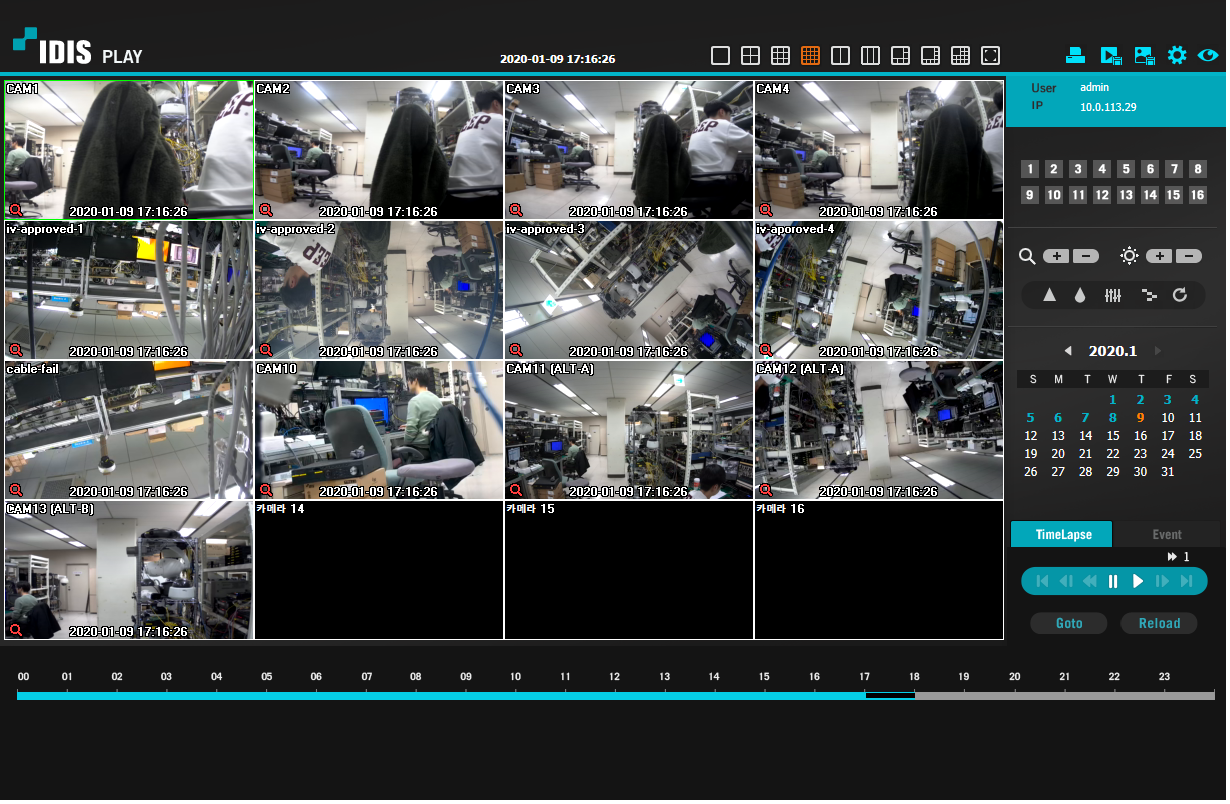 IDIS PLAY
2020-01-09 17:16:26
User admin
IP 10.0.113.29
CAM1
2020-01-09 17:16:26
CAM2
2020-01-09 17:16:26
CAM3
2020-01-09 17:16:26
CAM4
2020-01-09 17:16:26
iv-approved-1
2020-01-09 17:16:26
iv-approved-2
2020-01-09 17:16:26
iv-approved-3
2020-01-09 17:16:26
iv-aporoved-4
2020-01-09 17:16:26
cable-fail
2020-01-09 17:16:26
CAM10
2020-01-09 17:16:26
CAM11 (ALT-A)
2020-01-09 17:16:26
CAM12 (ALT-A)
2020-01-09 17:16:26
CAM13 (ALT-B)
2020-01-09 17:16:26
카메라 14
카메라 15
카메라 16
1 2 3 4 5 6 7 8
9 10 11 12 13 14 15 16
2020.1
S M T W T F S
1 2 3 4
5 6 7 8 9 10 11
12 13 14 15 16 17 18
19 20 21 22 23 24 25
26 27 28 29 30 31
TimeLapse Event
1
Goto Reload
00 01 02 03 04 05 06 07 08 09 10 11 12 13 14 15 16 17 18 19 20 21 22 23